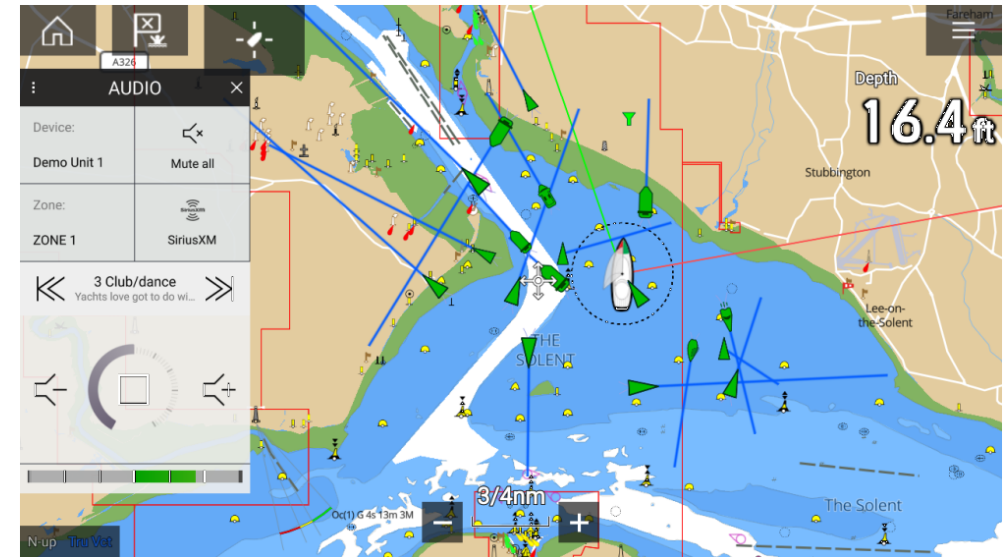 Fareham
A326
AUDIO
Depth
16.4 ft
Device:
Demo Unit 1
Mute all
Stubbington
Zone:
SiriusXM
ZONE 1
SiriusXM
3 Club/dance
Yachts love got to do wi...
Lee-on-
the-Solent
THE
SOLENT
3/4nm
The Solent
Oc(1) G 4s 13m 3M
N-up